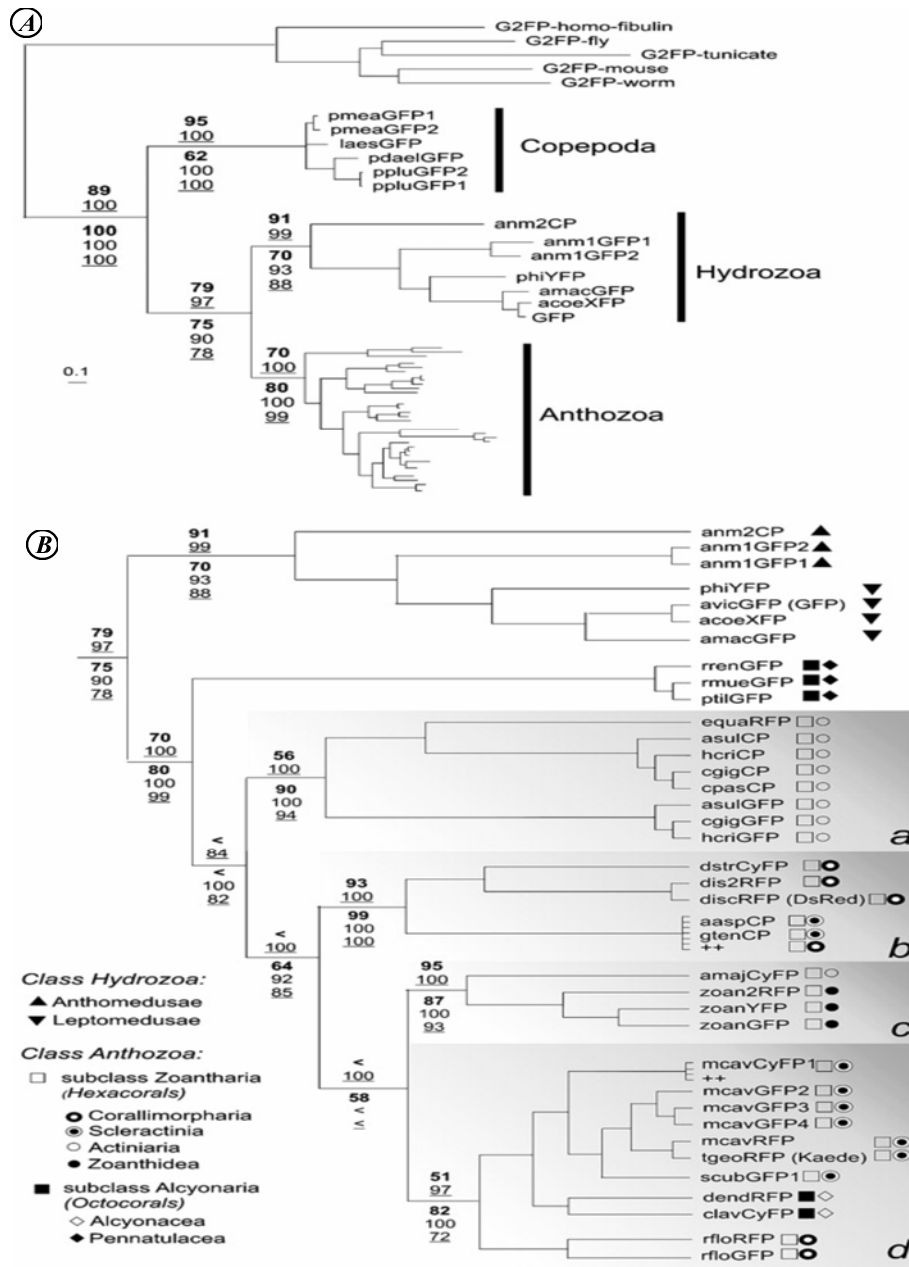 A
G2FP-homo-fibulin
G2FP-fly
G2FP-tunicate
G2FP-mouse
G2FP-worm
95
100
62
100
100
pmeaGFP1
pmeaGFP2
laesGFP
pdaelGFP
ppluGFP2
ppluGFP1
Copepoda
89
100
100
100
100
91
99
70
93
88
anm2CP
anm1GFP1
anm1GFP2
phiYFP
amacGFP
acoeXFP
GFP
Hydrozoa
79
97
75
90
78
70
100
80
100
99
Anthozoa
0.1
B
91
99
70
93
88
anm2CP
anm1GFP2
anm1GFP1
phiYFP
avicGFP (GFP)
acoeXFP
amacGFP
79
97
75
90
78
rrenGFP
rmueGFP
ptilGFP
70
100
80
100
99
56
100
90
100
94
equaRFP
asulCP
hcriCP
cgigCP
cpasCP
asulGFP
cgigGFP
hcriGFP
a
<
84
<
100
82
93
100
99
100
100
dstrCyFP
dis2RFP
discRFP (DsRed)
aaspCP
gtenCP
++
b
<
100
64
92
85
95
100
87
100
93
amajCyFP
zoan2RFP
zoanYFP
zoanGFP
c
<
100
58
<
<
51
97
82
100
72
mcavCyFP1
++
mcavGFP2
mcavGFP3
mcavGFP4
mcavRFP
tgeoRFP (Kaede)
scubGFP1
dendRFP
clavCyFP
rfloRFP
rfloGFP
d
Class Hydrozoa:
Anthomedusae
Leptomedusae
Class Anthozoa:
subclass Zoantharia
(Hexacorals)
Corallimorpharia
Scleractinia
Actiniaria
Zoanthidea
subclass Alcyonaria
(Octocorals)
Alcyonacea
Pennatulacea